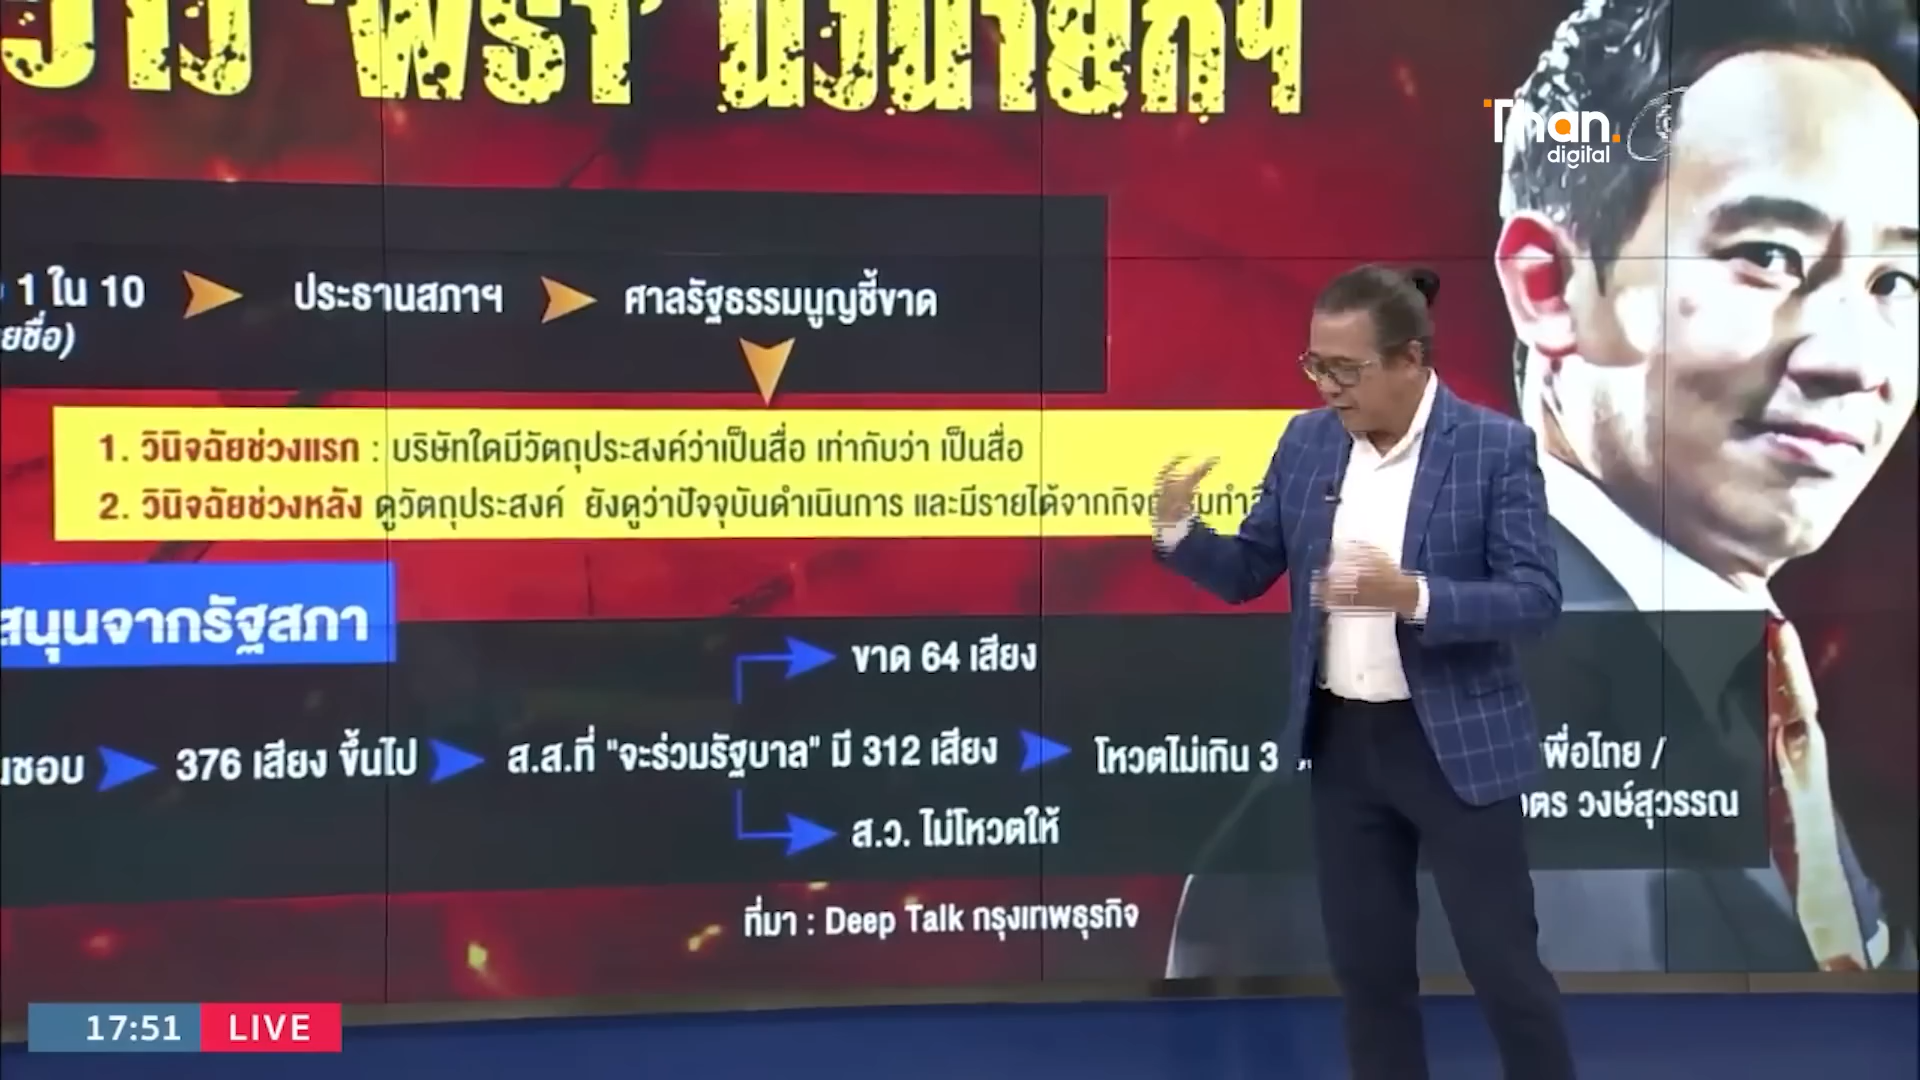 'พิธา' นั่งนายกฯ
Than.
digital
1 ใน 10
ประธานสภาฯ
ศาลรัฐธรรมนูญชี้ขาด
ยชื่อ)
1. วินิจฉัยช่วงแรก : บริษัทใดมีวัตถุประสงค์ว่าเป็นสื่อ เท่ากับว่า เป็นสื่อ
2. วินิจฉัยช่วงหลัง ดูวัตถุประสงค์ ยังดูว่าปัจจุบันดำเนินการ และมีรายได้จาก
สนุนจากรัฐสภา
ขาด 64 เสียง
376 เสียง ขึ้นไป
ส.ส.ที่ "จะร่วมรัฐบาล" มี 312 เสียง
โหวตไม่เกิน 3
พื่อไทย /
วงษ์สุวรรณ
ส.ว. ไม่โหวตให้
ที่มา : Deep Talk กรุงเทพธุรกิจ
17:51 LIVE